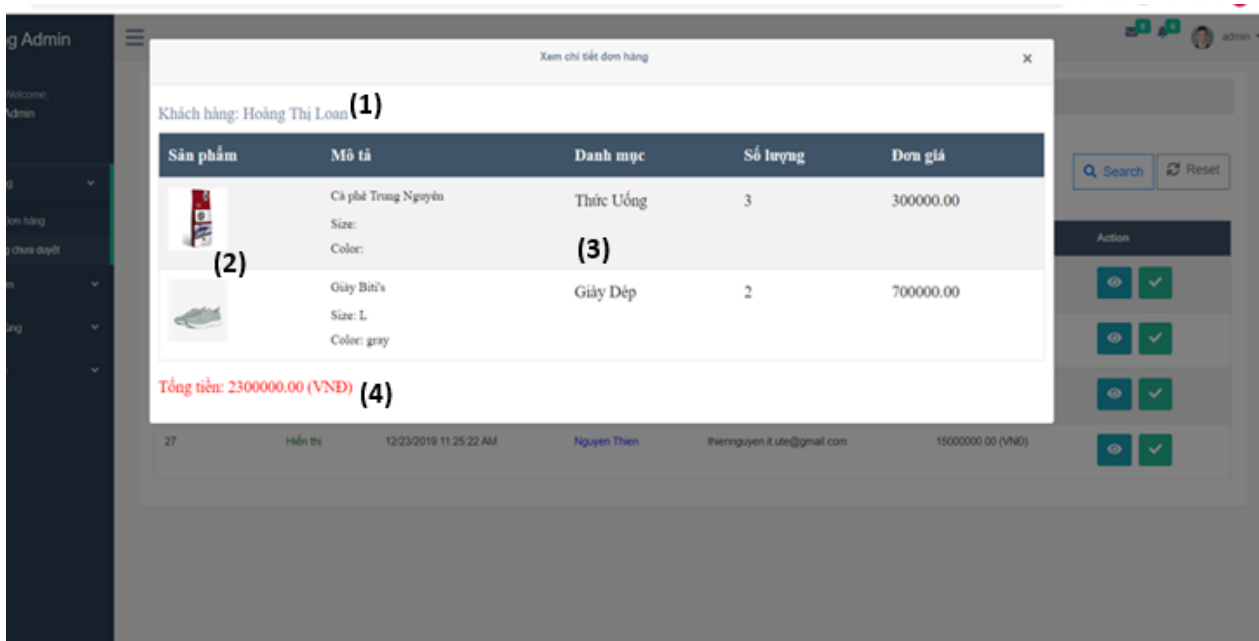 g Admin
6
6
admin
Xem chi tiết đơn hàng
×
Welcome,
Admin
Khách hàng: Hoàng Thị Loan (1)
Sản phẩm Mô tả Danh mục Số lượng Đơn giá
Search Reset
Cà phê Trung Nguyên Thức Uống 3 300000.00
Size:
Color:
(2) (3)
Giày Biti's Giày Dép 2 700000.00
Size: L
Color: gray
Tổng tiền: 2300000.00 (VNĐ) (4)
g
Đơn hàng
g chưa duyệt
m
Action
27 Hiển thị 12/23/2019 11:25:22 AM Nguyen Thien thiennguyen.it.ute@gmail.com 15000000.00 (VNĐ)